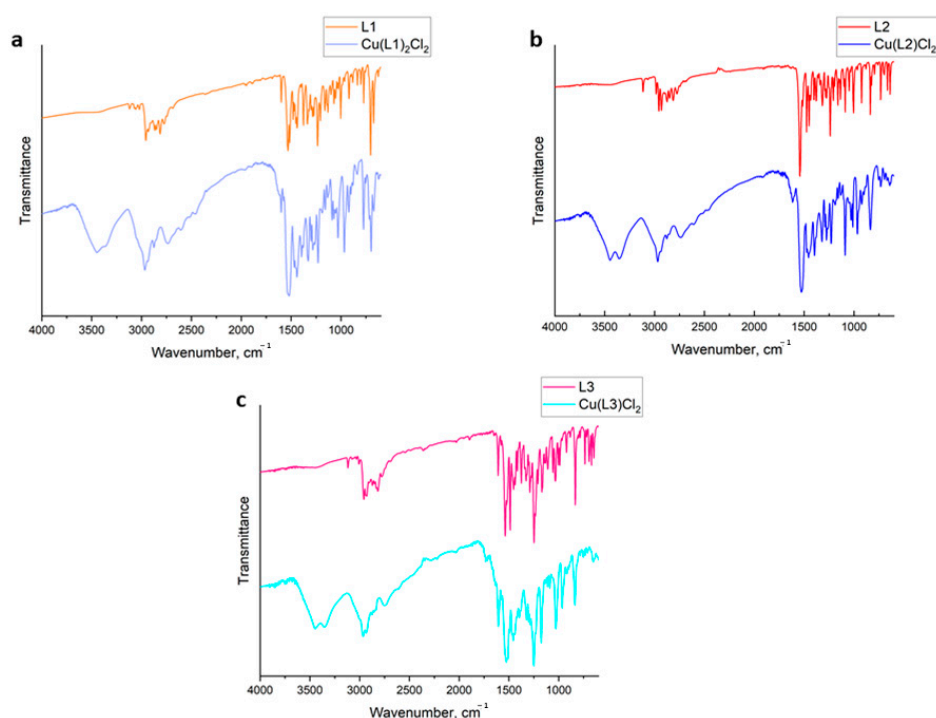 a
L1
Cu(L1)₂Cl₂
Transmittance
4000 3500 3000 2500 2000 1500 1000
Wavenumber, cm⁻¹
b
L2
Cu(L2)Cl₂
Transmittance
4000 3500 3000 2500 2000 1500 1000
Wavenumber, cm⁻¹
c
L3
Cu(L3)Cl₂
Transmittance
4000 3500 3000 2500 2000 1500 1000
Wavenumber, cm⁻¹